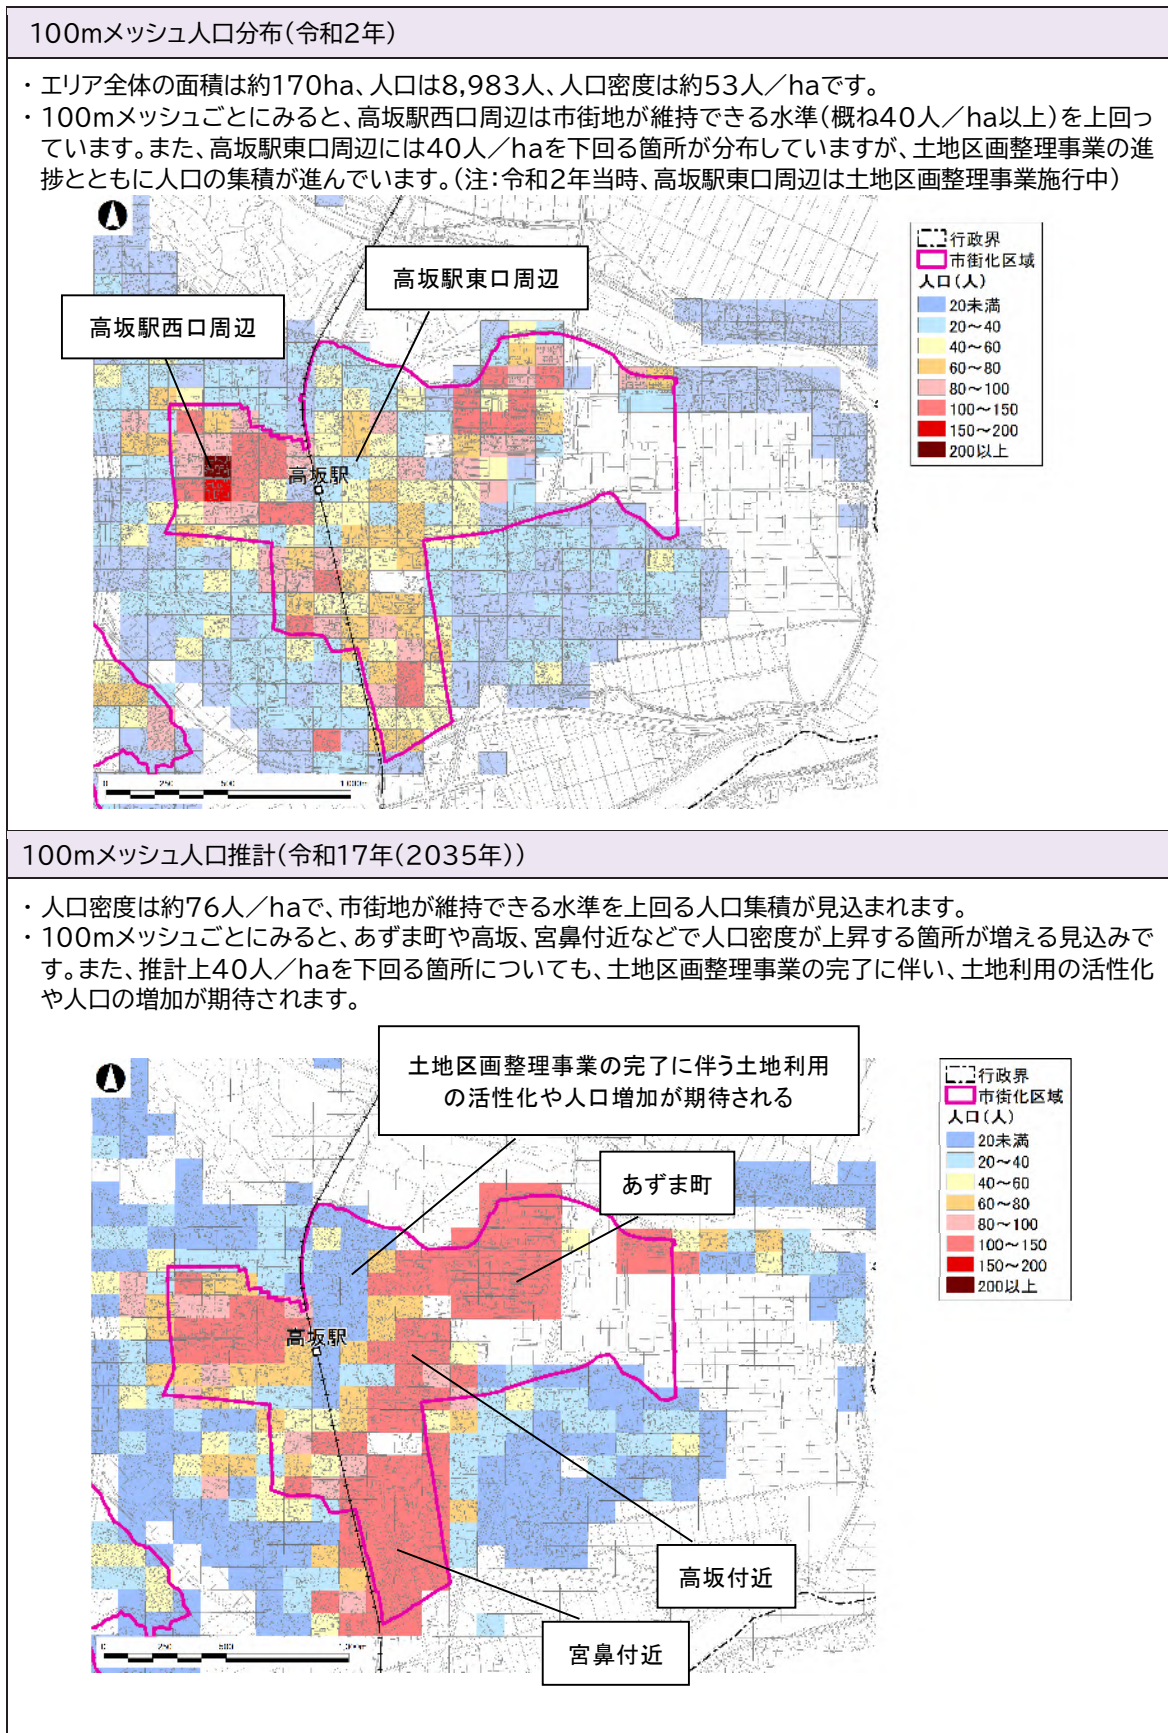 100mメッシュ人口分布(令和2年)
・エリア全体の面積は約170ha、人口は8,983人、人口密度は約53人/haです。
・100mメッシュごとにみると、高坂駅西口周辺は市街地が維持できる水準(概ね40人/ha以上)を上回っ
ています。また、高坂駅東口周辺には40人/haを下回る箇所が分布していますが、土地区画整理事業の進
捗とともに人口の集積が進んでいます。(注:令和2年当時、高坂駅東口周辺は土地区画整理事業施行中)
高坂駅東口周辺
高坂駅西口周辺
高坂駅
行政界
市街化区域
人口(人)
20未満
20~40
40~60
60~80
80~100
100~150
150~200
200以上
0 250 500 1,000m
100mメッシュ人口推計(令和17年(2035年))
・人口密度は約76人/haで、市街地が維持できる水準を上回る人口集積が見込まれます。
・100mメッシュごとにみると、あずま町や高坂、宮鼻付近などで人口密度が上昇する箇所が増える見込みで
す。また、推計上40人/haを下回る箇所についても、土地区画整理事業の完了に伴い、土地利用の活性化
や人口の増加が期待されます。
土地区画整理事業の完了に伴う土地利用
の活性化や人口増加が期待される
あずま町
高坂駅
高坂付近
宮鼻付近
行政界
市街化区域
人口(人)
20未満
20~40
40~60
60~80
80~100
100~150
150~200
200以上
0 250 500 1,000m